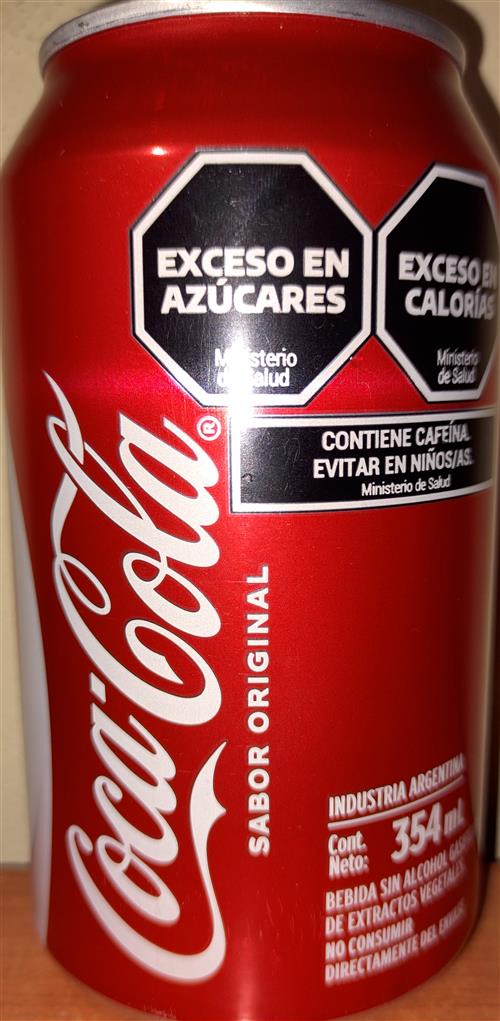 EXCESO EN
AZÚCARES
Ministerio
de Salud
EXCESO EN
CALORÍAS
Ministerio
de Salud
CONTIENE CAFEÍNA.
EVITAR EN NIÑOS/AS.
Ministerio de Salud
Coca-Cola®
SABOR ORIGINAL
INDUSTRIA ARGENTINA
Cont.
Neto: 354 mL
BEBIDA SIN ALCOHOL
DE EXTRACTOS VEGETALES.
NO CONSUMIR
DIRECTAMENTE DEL ENVASE